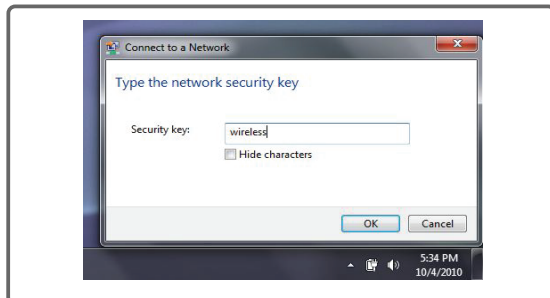 Connect to a Network
Type the network security key
Security key: wireless
Hide characters
OK Cancel
5:34 PM
10/4/2010